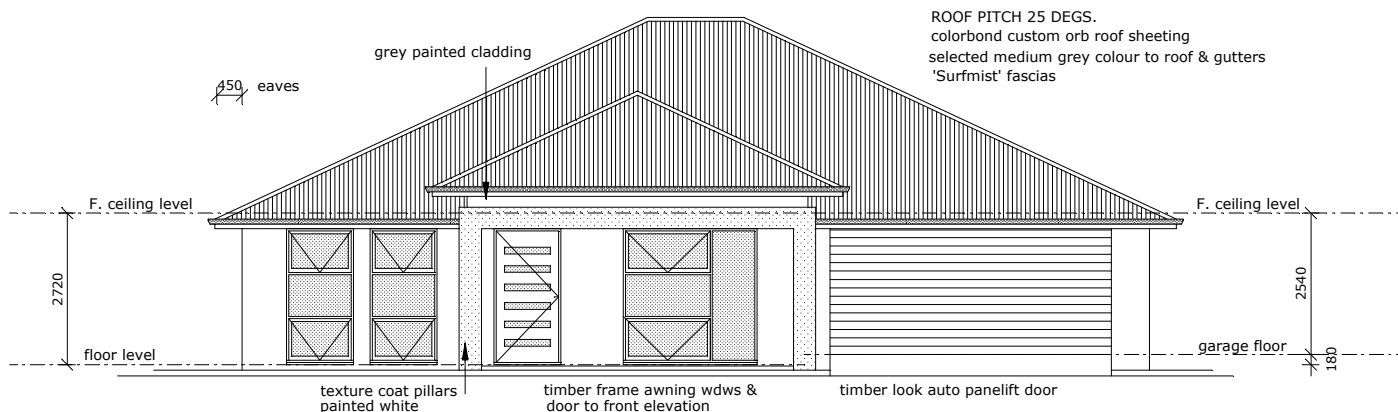 ROOF PITCH 25 DEGS.
colorbond custom orb roof sheeting
selected medium grey colour to roof & gutters
'Surfmist' fascias
grey painted cladding
450 eaves
F. ceiling level
F. ceiling level
2720
2540
floor level
garage floor
180
texture coat pillars
painted white
timber frame awning wdws &
door to front elevation
timber look auto panelift door